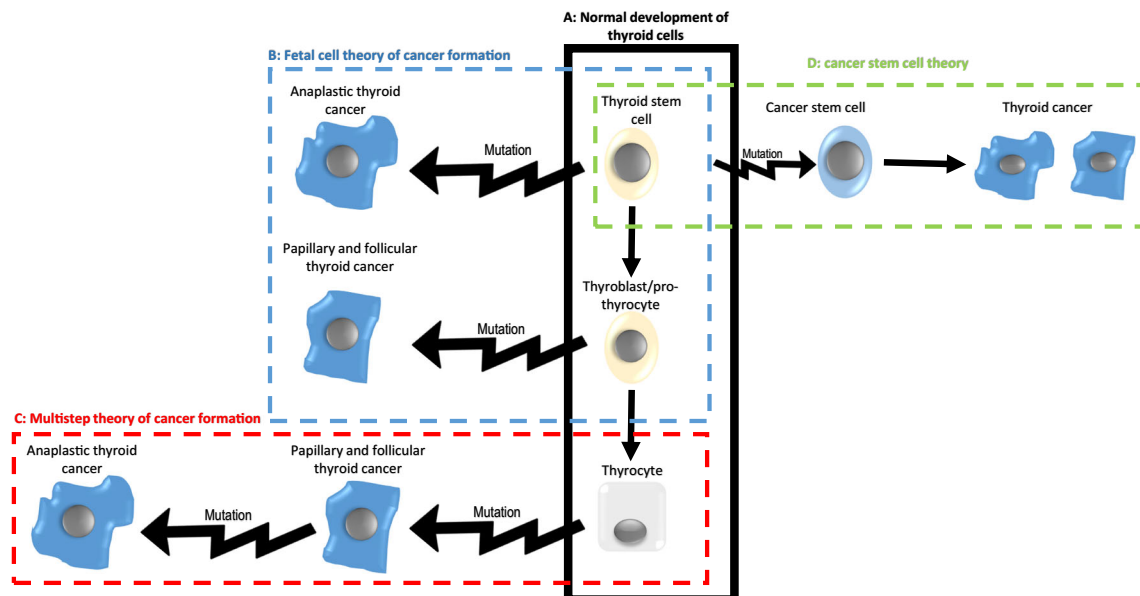 A: Normal development of
thyroid cells
B: Fetal cell theory of cancer formation
D: cancer stem cell theory
Anaplastic thyroid
cancer
Mutation
Thyroid stem
cell
Mutation
Cancer stem cell
Thyroid cancer
Papillary and follicular
thyroid cancer
Mutation
Thyroblast/pro-
thyrocyte
C: Multistep theory of cancer formation
Anaplastic thyroid
cancer
Mutation
Papillary and follicular
thyroid cancer
Mutation
Thyrocyte